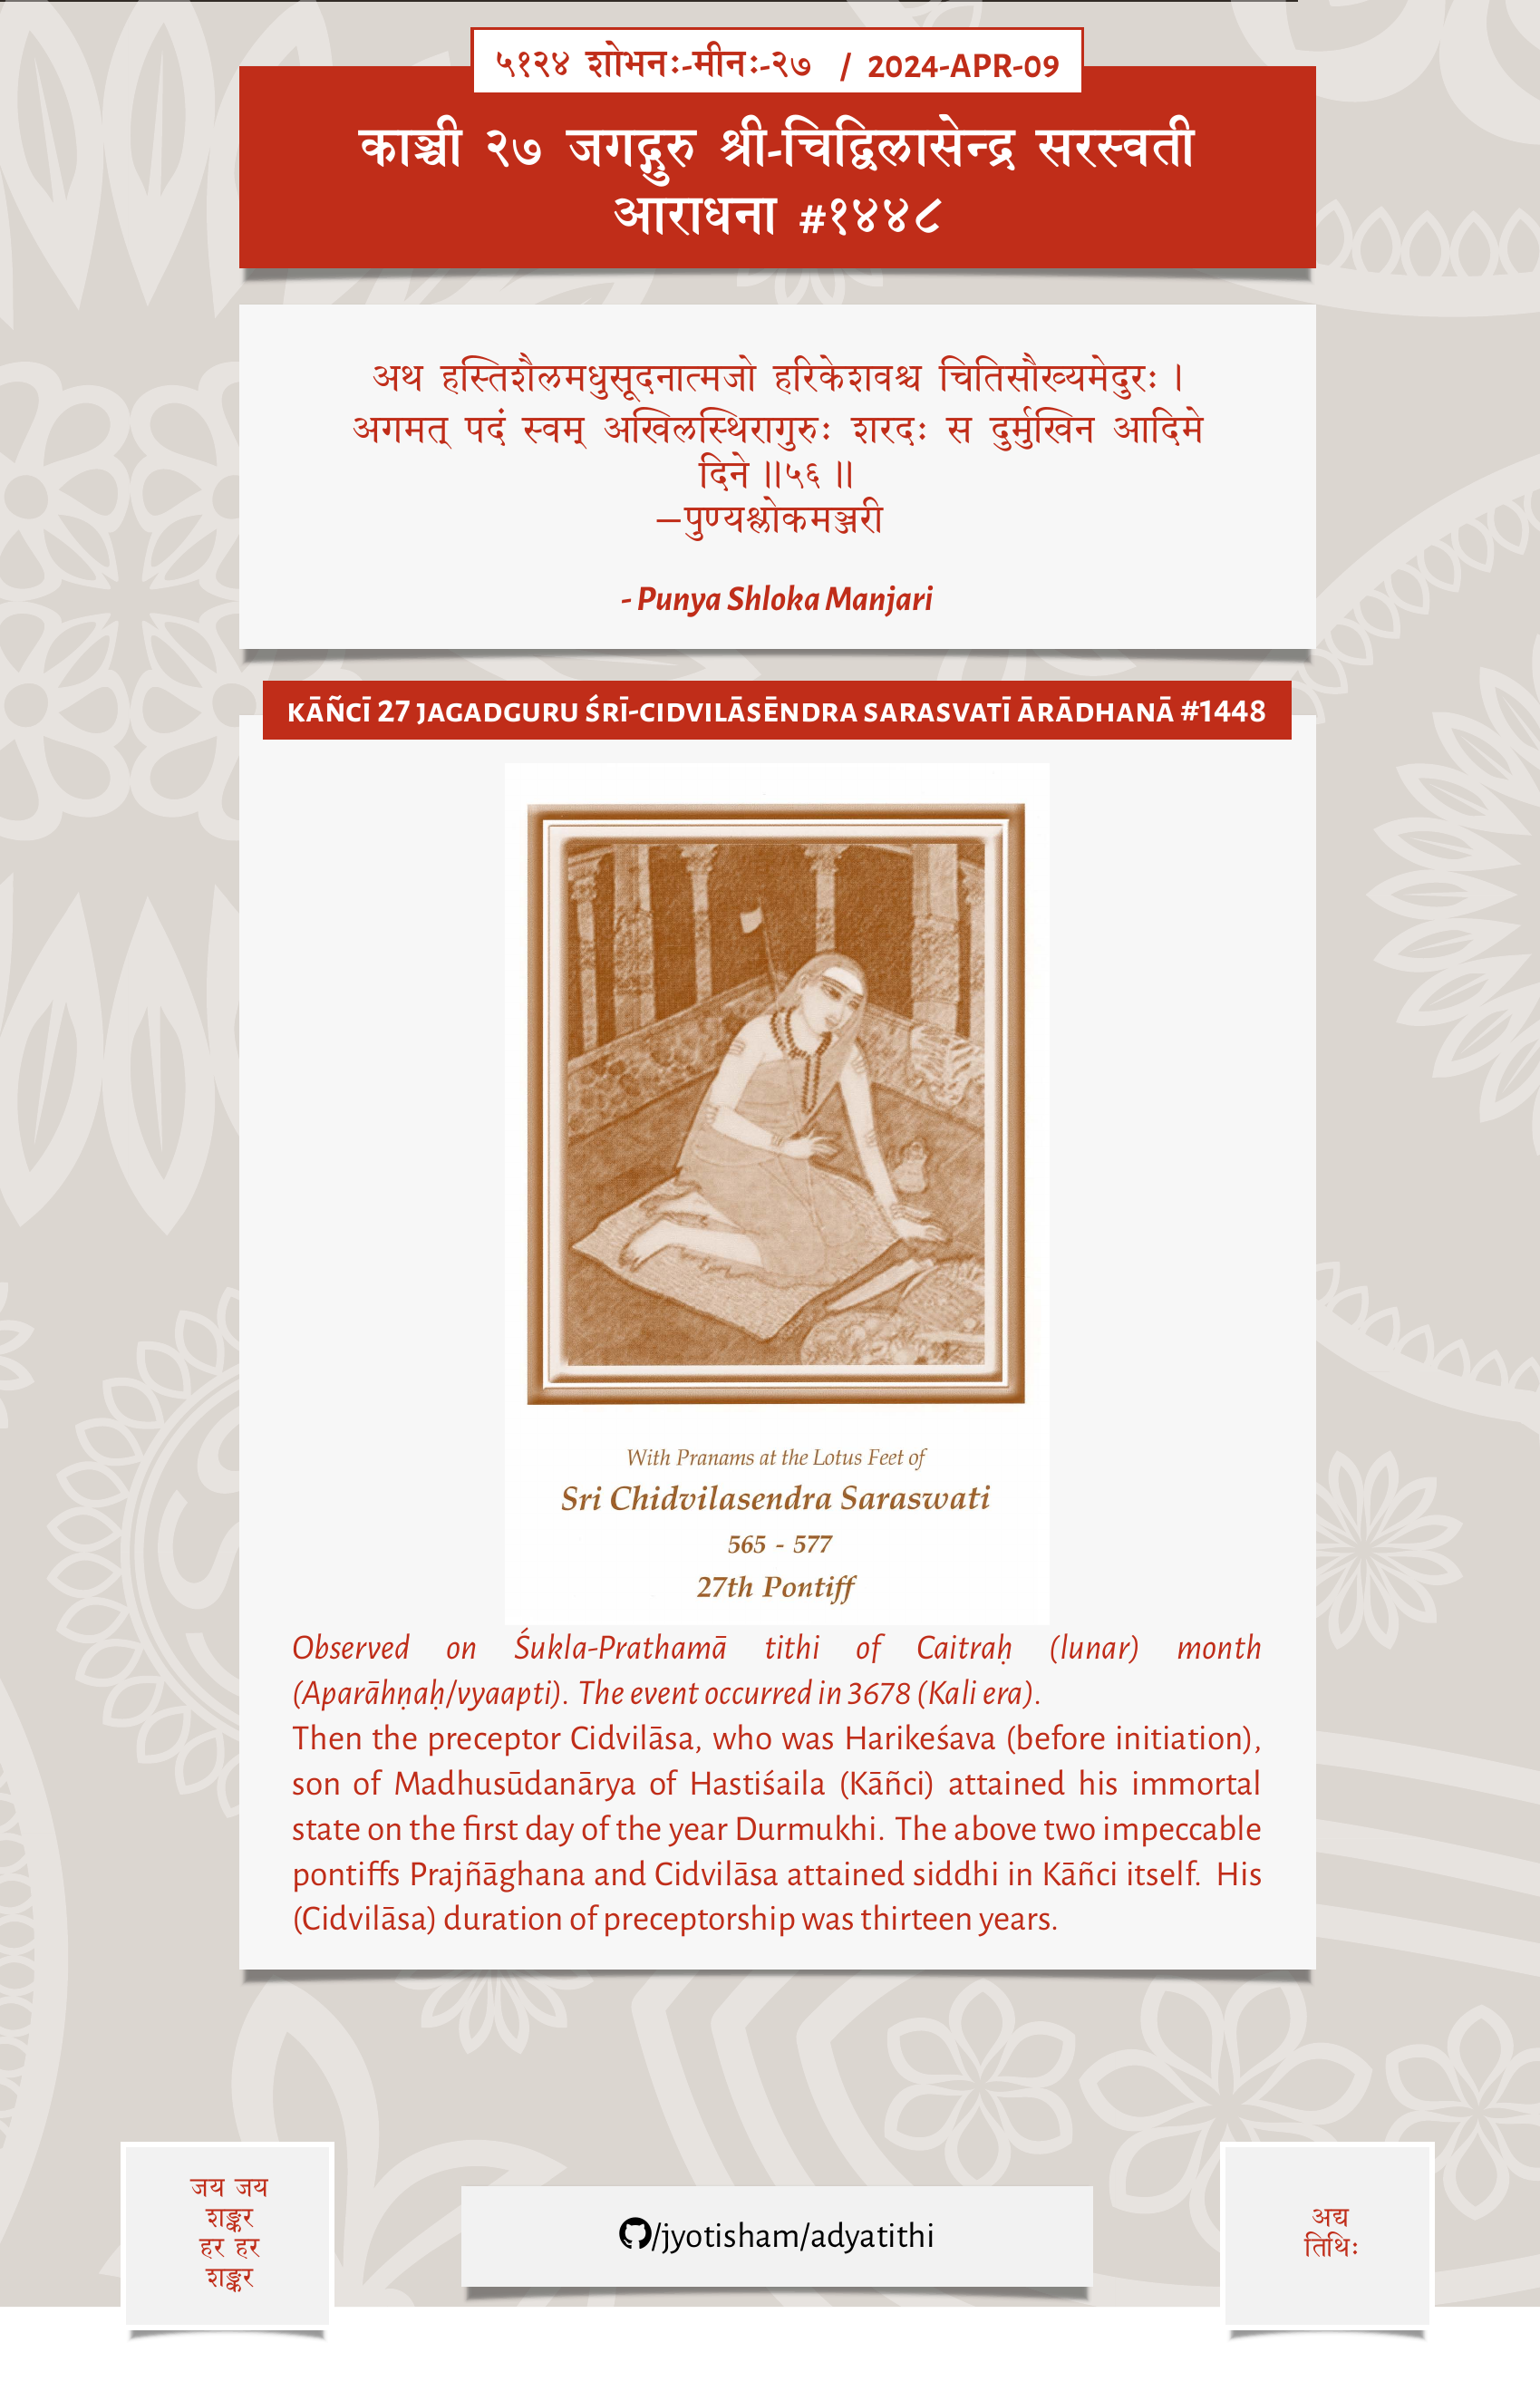 ५१२४ शोभनः-मीनः-२७ / 2024-APR-09
काञ्ची २७ जगद्गुरु श्री-चिद्विलासेन्द्र सरस्वती
आराधना #१४४८
अथ हस्तिशैलमधुसूदनात्मजो हरिकेशवश्च चितिसौख्यमेदुरः ।
अगमत् पदं स्वम् अखिलस्थिरागुरुः शरदः स दुर्मुखिन आदिमे
दिने ॥५६ ॥
—पुण्यश्लोकमञ्जरी
- Punya Shloka Manjari
KĀÑCĪ 27 JAGADGURU ŚRĪ-CIDVILĀSĒNDRA SARASVATĪ ĀRĀDHANĀ #1448
With Pranams at the Lotus Feet of
Sri Chidvilasendra Saraswati
565 - 577
27th Pontiff
Observed on Śukla-Prathamā tithi of Caitraḥ (lunar) month
(Aparāhṇaḥ/vyaapti). The event occurred in 3678 (Kali era).
Then the preceptor Cidvilāsa, who was Harikeśava (before initiation),
son of Madhusūdanārya of Hastiśaila (Kāñci) attained his immortal
state on the first day of the year Durmukhi. The above two impeccable
pontiffs Prajñāghana and Cidvilāsa attained siddhi in Kāñci itself. His
(Cidvilāsa) duration of preceptorship was thirteen years.
जय जय
शङ्कर
हर हर
शङ्कर
/jyotisham/adyatithi
अद्य
तिथिः